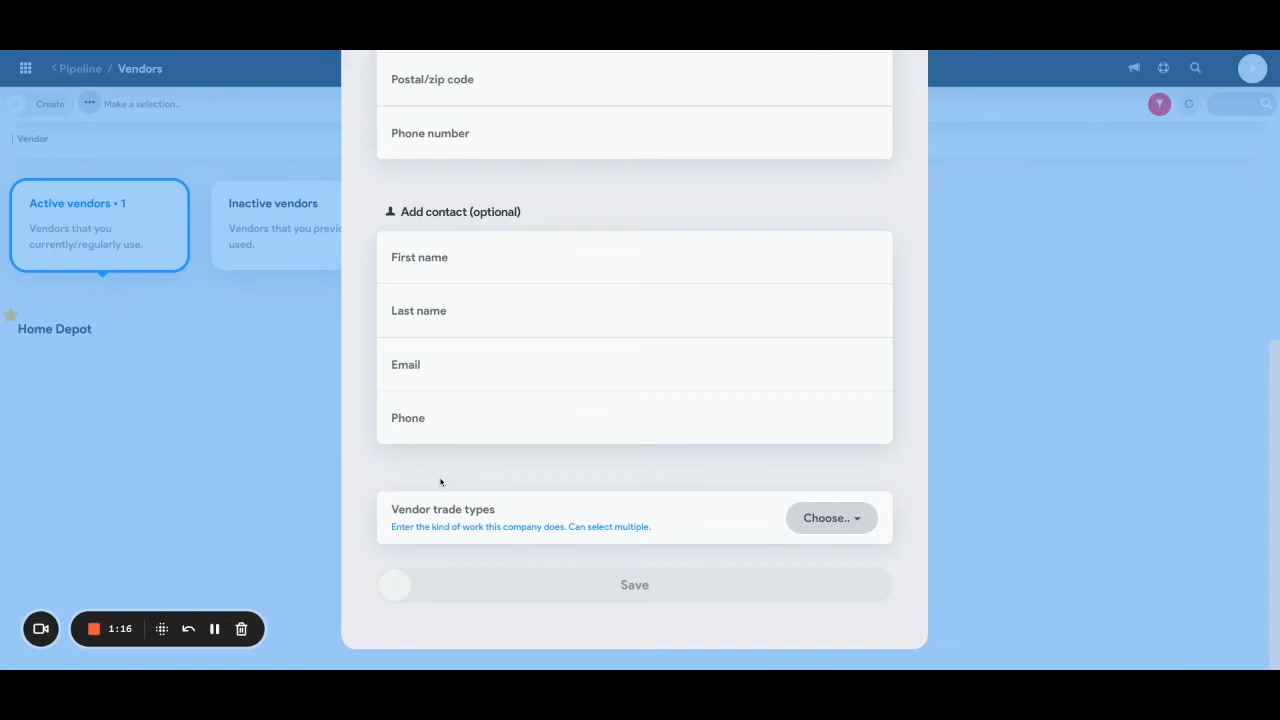 Pipeline / Vendors
Create
Make a selection..
Vendor
Active vendors • 1
Vendors that you
currently/regularly use.
Inactive vendors
Vendors that you
used.
Home Depot
Postal/zip code
Phone number
Add contact (optional)
First name
Last name
Email
Phone
Vendor trade types
Enter the kind of work this company does. Can select multiple.
Choose..
Save
1:16